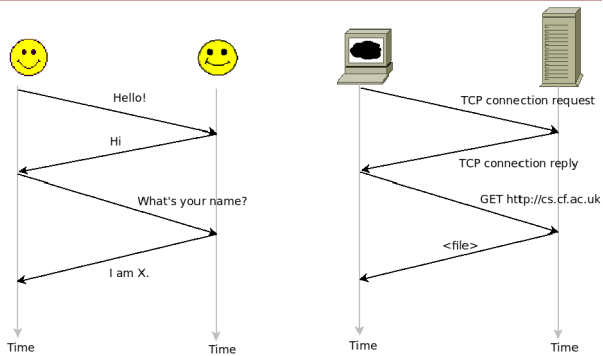 Hello!
Hi
What's your name?
I am X.
Time
Time
TCP connection request
TCP connection reply
GET http://cs.cf.ac.uk
<file>
Time
Time